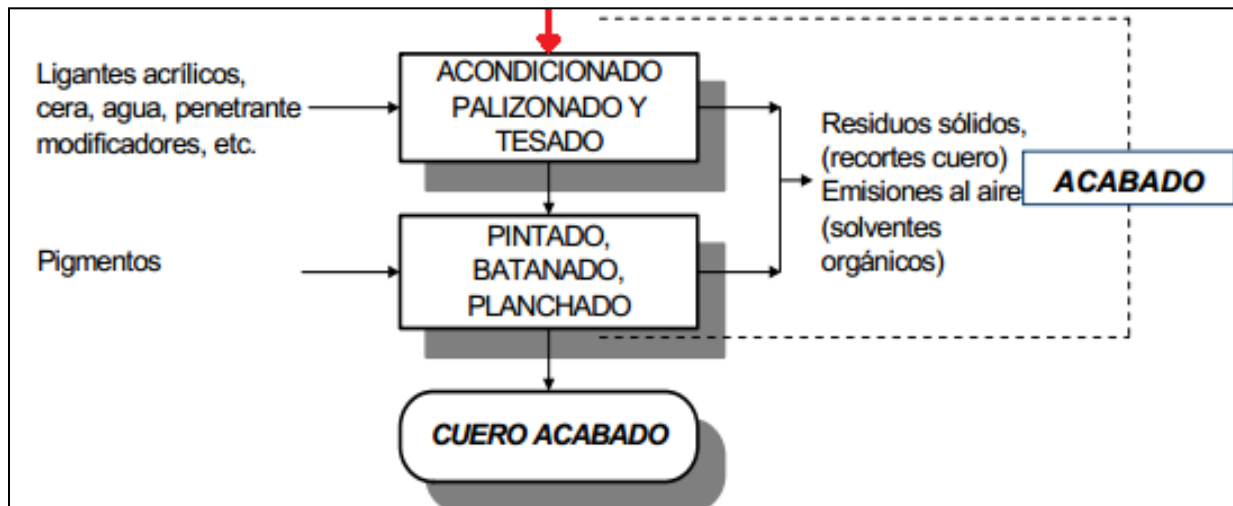 Ligantes acrílicos,
cera, agua, penetrante
modificadores, etc.
ACONDICIONADO
PALIZONADO Y
TESADO
Residuos sólidos,
(recortes cuero)
Emisiones al aire
(solventes
orgánicos)
ACABADO
Pigmentos
PINTADO,
BATANADO,
PLANCHADO
CUERO ACABADO